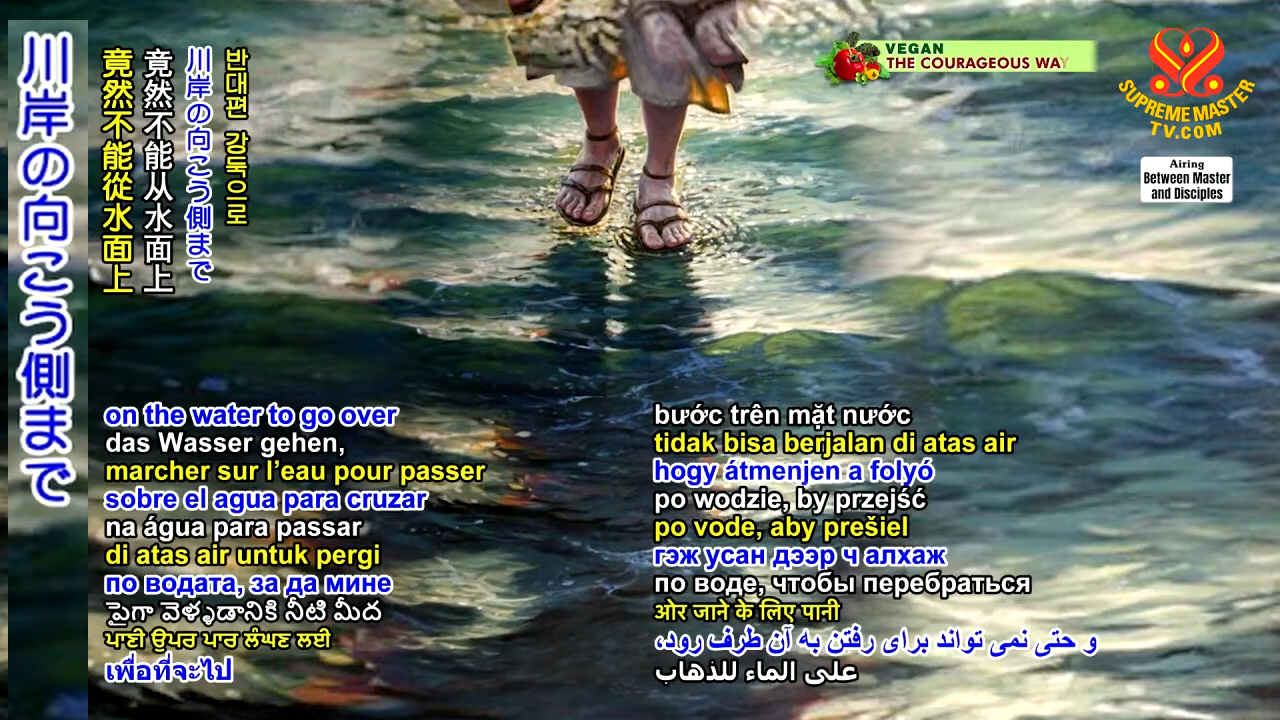 川岸の向こう側まで
竟然不能從水面上
竟然不能从水面上
川岸の向こう側まで
반대편 강둑으로
VEGAN
THE COURAGEOUS WAY
SUPREME MASTER
TV.COM
Airing
Between Master
and Disciples
on the water to go over
das Wasser gehen,
marcher sur l'eau pour passer
sobre el agua para cruzar
na água para passar
di atas air untuk pergi
по водата, за да мине
పైగా వెళ్ళడానికి నీటి మీద
ਪਾਣੀ ਉਪਰ ਪਾਰ ਲੰਘਣ ਲਈ
เพื่อที่จะไป
bước trên mặt nước
tidak bisa berjalan di atas air
hogy átmenjen a folyó
po wodzie, by przejść
po vode, aby prešiel
гэж усан дээр ч алхаж
по воде, чтобы перебраться
ओर जाने के लिए पानी
و حتی نمی تواند برای رفتن به آن طرف رود،
على الماء للذهاب